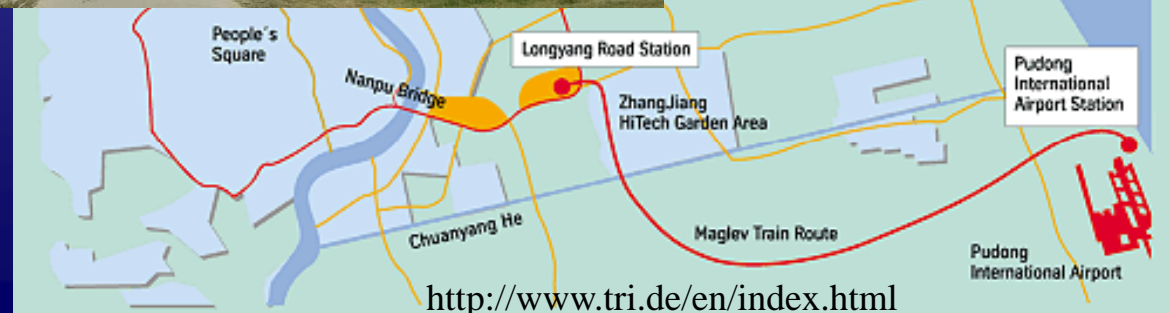 People´s
Square
Nanpu Bridge
Longyang Road Station
ZhangJiang
HiTech Garden Area
Pudong
International
Airport Station
Chuanyang He
Maglev Train Route
Pudong
International Airport
http://www.tri.de/en/index.html